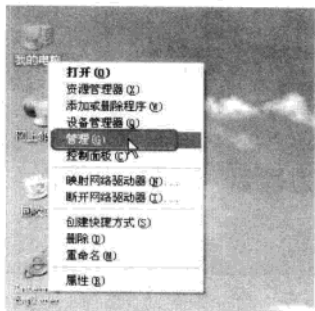 我的电脑
打开(O)
资源管理器(X)
添加或删除程序(W)
设备管理器(Q)
管理(G)
控制面板(C)
映射网络驱动器(N)...
断开网络驱动器(I)...
创建快捷方式(S)
删除(D)
重命名(M)
属性(R)